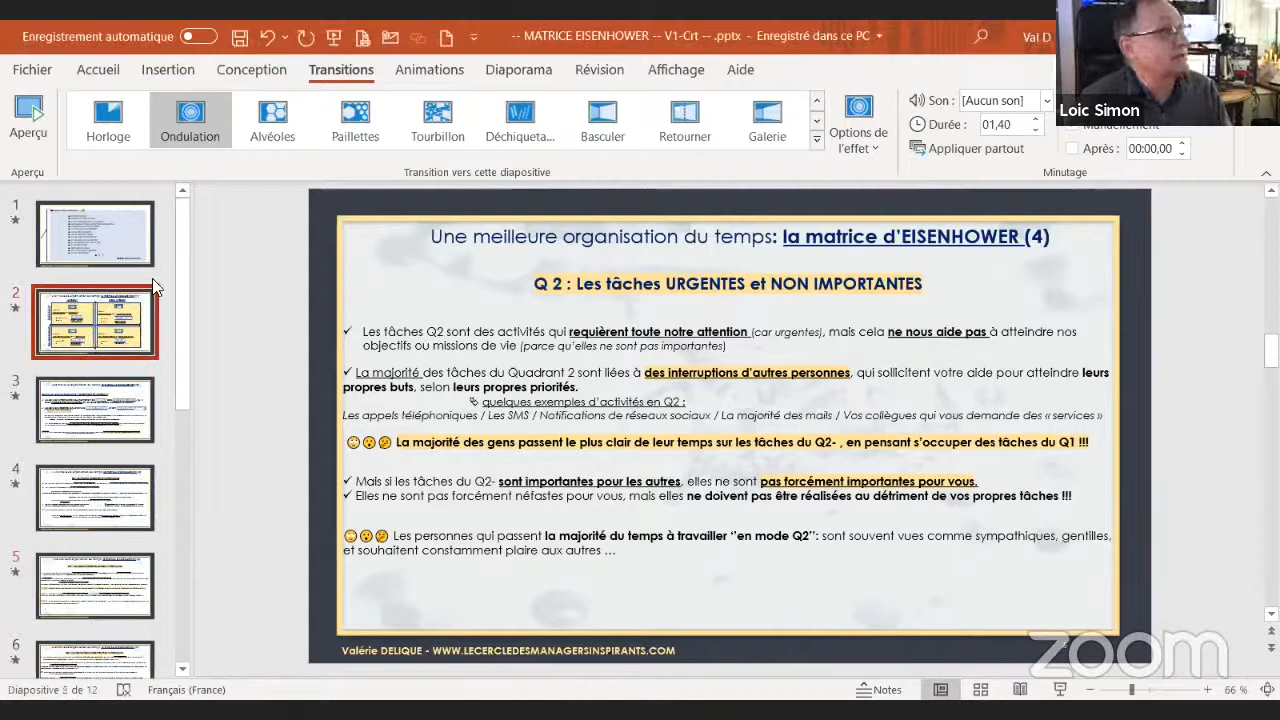 Enregistrement automatique
-- MATRICE EISENHOWER -- V1-Crt -- .pptx - Enregistré dans ce PC
Val D
Fichier Accueil Insertion Conception Transitions Animations Diaporama Révision Affichage Aide
Loic Simon
Aperçu
Horloge Ondulation Alvéoles Paillettes Tourbillon Déchiqueta... Basculer Retourner Galerie
Options de l'effet
Son : [Aucun son]
Durée : 01,40
Appliquer partout
Manuellement
Après : 00:00,00
Aperçu
Transition vers cette diapositive
Minutage
1
2
3
4
5
6
Une meilleure organisation du temps: la matrice d'EISENHOWER (4)
Q 2 : Les tâches URGENTES et NON IMPORTANTES
✓ Les tâches Q2 sont des activités qui requièrent toute notre attention (car urgentes), mais cela ne nous aide pas à atteindre nos
objectifs ou missions de vie (parce qu'elles ne sont pas importantes)
✓ La majorité des tâches du Quadrant 2 sont liées à des interruptions d'autres personnes, qui sollicitent votre aide pour atteindre leurs
propres buts, selon leurs propres priorités.
exemples d'activités en Q2 :
Les appels téléphoniques / Les sms/Notifications de réseaux sociaux / La majorité mails / Vos collègues qui vous demande des « services »
La majorité des gens passent le plus clair de leur temps sur les tâches du Q2- , en pensant s'occuper des tâches du Q1 !!!
✓ Mais si les tâches du Q2 sont importantes pour les autres, elles ne sont pas forcément importantes pour vous.
✓ Elles ne sont pas forcément néfastes pour vous, mais elles ne doivent pas être réalisées au détriment de vos propres tâches !!!
Les personnes qui passent la majorité du temps à travailler ''en mode Q2'': sont souvent vues comme sympathiques, gentilles,
et souhaitent constamment plaire aux autres …
Valérie DELIQUE - WWW.LECERCLEDESMANAGERSINSPIRANTS.COM
zoom
Diapositive de 12 Français (France) Notes 66 %